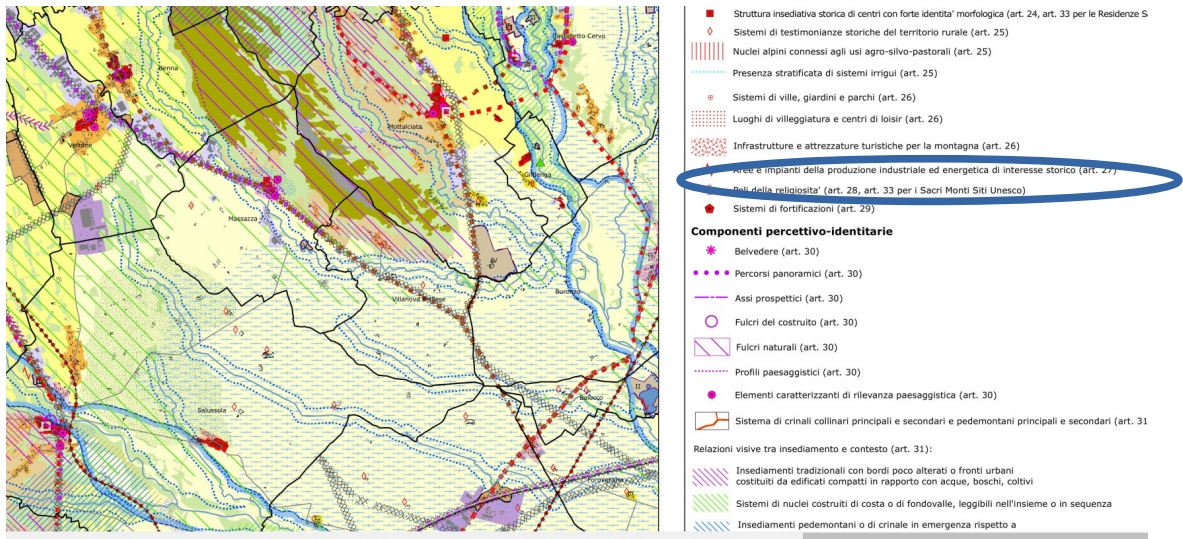 Struttura insediativa storica di centri con forte identita' morfologica (art. 24, art. 33 per le Residenze S
Sistemi di testimonianze storiche del territorio rurale (art. 25)
Nuclei alpini connessi agli usi agro-silvo-pastorali (art. 25)
Presenza stratificata di sistemi irrigui (art. 25)
Sistemi di ville, giardini e parchi (art. 26)
Luoghi di villeggiatura e centri di loisir (art. 26)
Infrastrutture e attrezzature turistiche per la montagna (art. 26)
Aree e impianti della produzione industriale ed energetica di interesse storico (art. 27)
Poli della religiosita' (art. 28, art. 33 per i Sacri Monti Siti Unesco)
Sistemi di fortificazioni (art. 29)
Componenti percettivo-identitarie
Belvedere (art. 30)
Percorsi panoramici (art. 30)
Assi prospettici (art. 30)
Fulcri del costruito (art. 30)
Fulcri naturali (art. 30)
Profili paesaggistici (art. 30)
Elementi caratterizzanti di rilevanza paesaggistica (art. 30)
Sistema di crinali collinari principali e secondari e pedemontani principali e secondari (art. 31
Relazioni visive tra insediamento e contesto (art. 31):
Insediamenti tradizionali con bordi poco alterati o fronti urbani
costituiti da edificati compatti in rapporto con acque, boschi, coltivi
Sistemi di nuclei costruiti di costa o di fondovalle, leggibili nell'insieme o in sequenza
Insediamenti pedemontani o di crinale in emergenza rispetto a
Castelletto Cervo
Benna
Mottalciata
Verrone
Gifflenga
Massazza
IV
Buronzo
Villanova Biellese
II
Balocco
Salussola